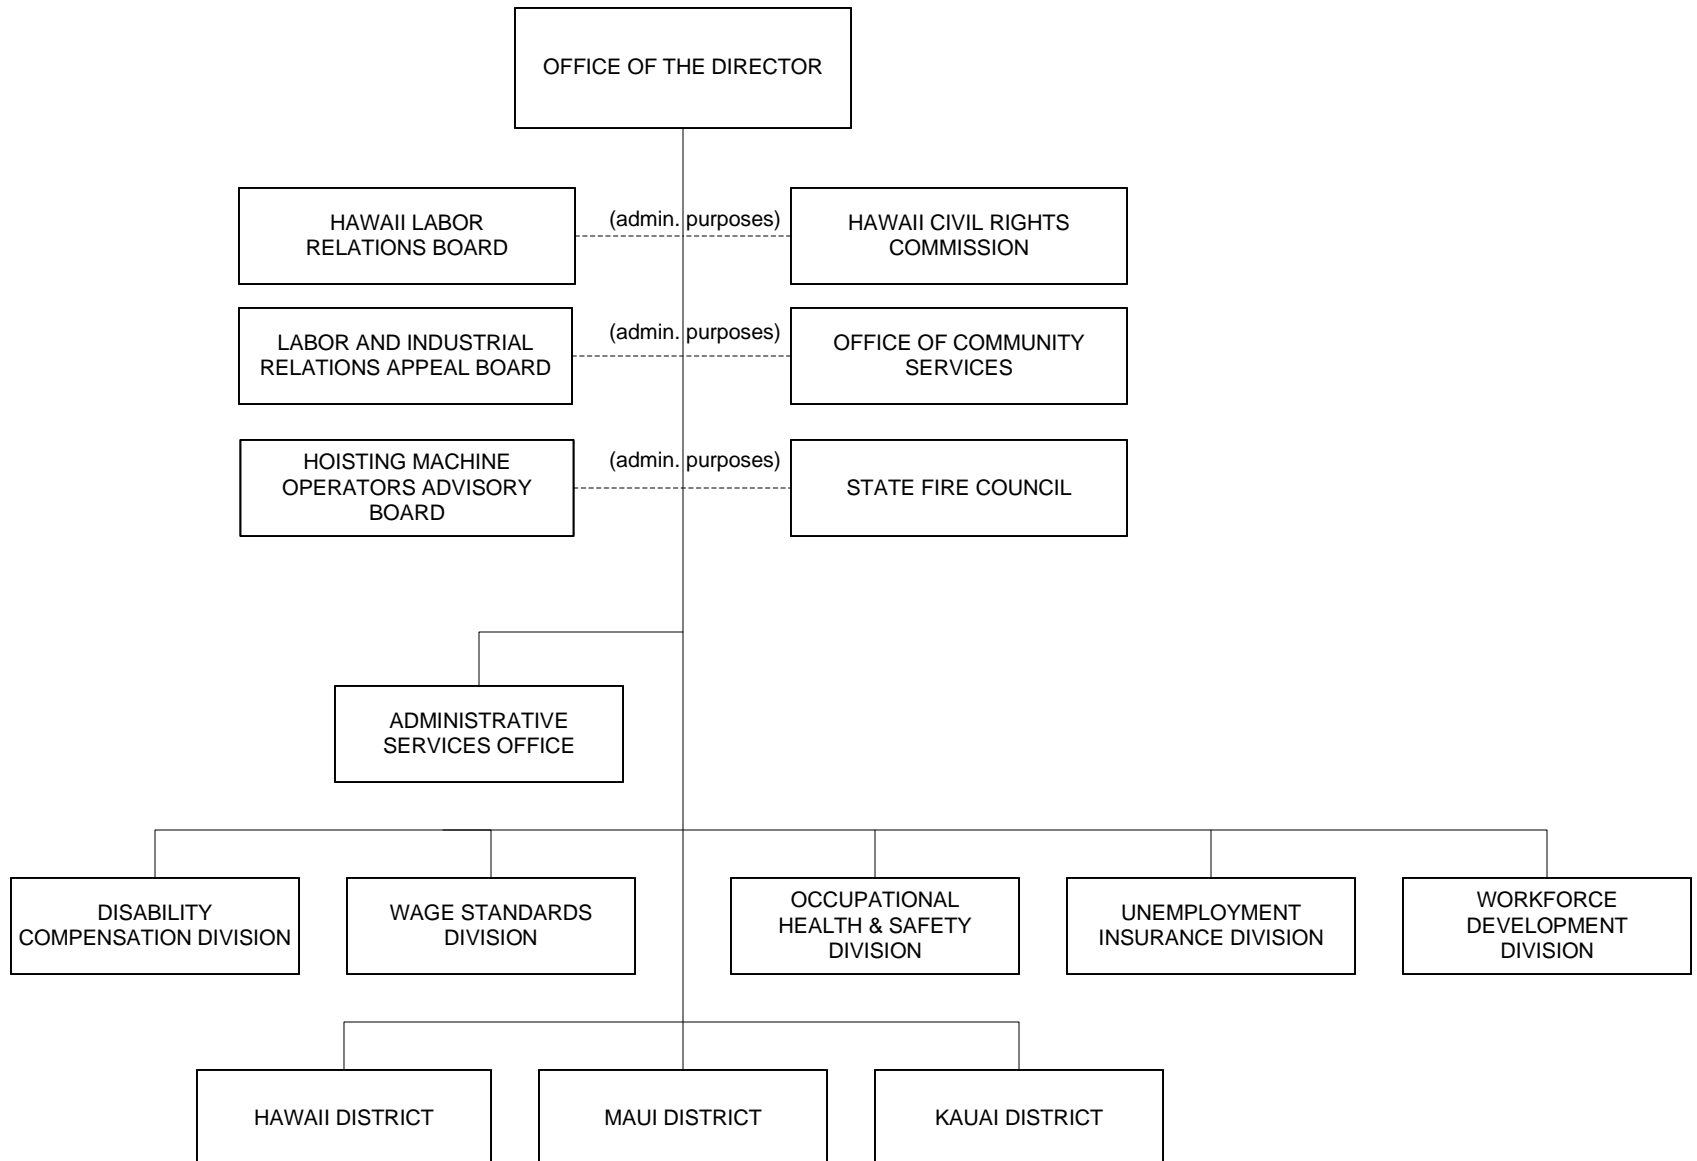 OFFICE OF THE DIRECTOR
HAWAII LABOR
RELATIONS BOARD
(admin. purposes)
HAWAII CIVIL RIGHTS
COMMISSION
LABOR AND INDUSTRIAL
RELATIONS APPEAL BOARD
(admin. purposes)
OFFICE OF COMMUNITY
SERVICES
HOISTING MACHINE
OPERATORS ADVISORY
BOARD
(admin. purposes)
STATE FIRE COUNCIL
ADMINISTRATIVE
SERVICES OFFICE
DISABILITY
COMPENSATION DIVISION
WAGE STANDARDS
DIVISION
OCCUPATIONAL
HEALTH & SAFETY
DIVISION
UNEMPLOYMENT
INSURANCE DIVISION
WORKFORCE
DEVELOPMENT
DIVISION
HAWAII DISTRICT
MAUI DISTRICT
KAUAI DISTRICT